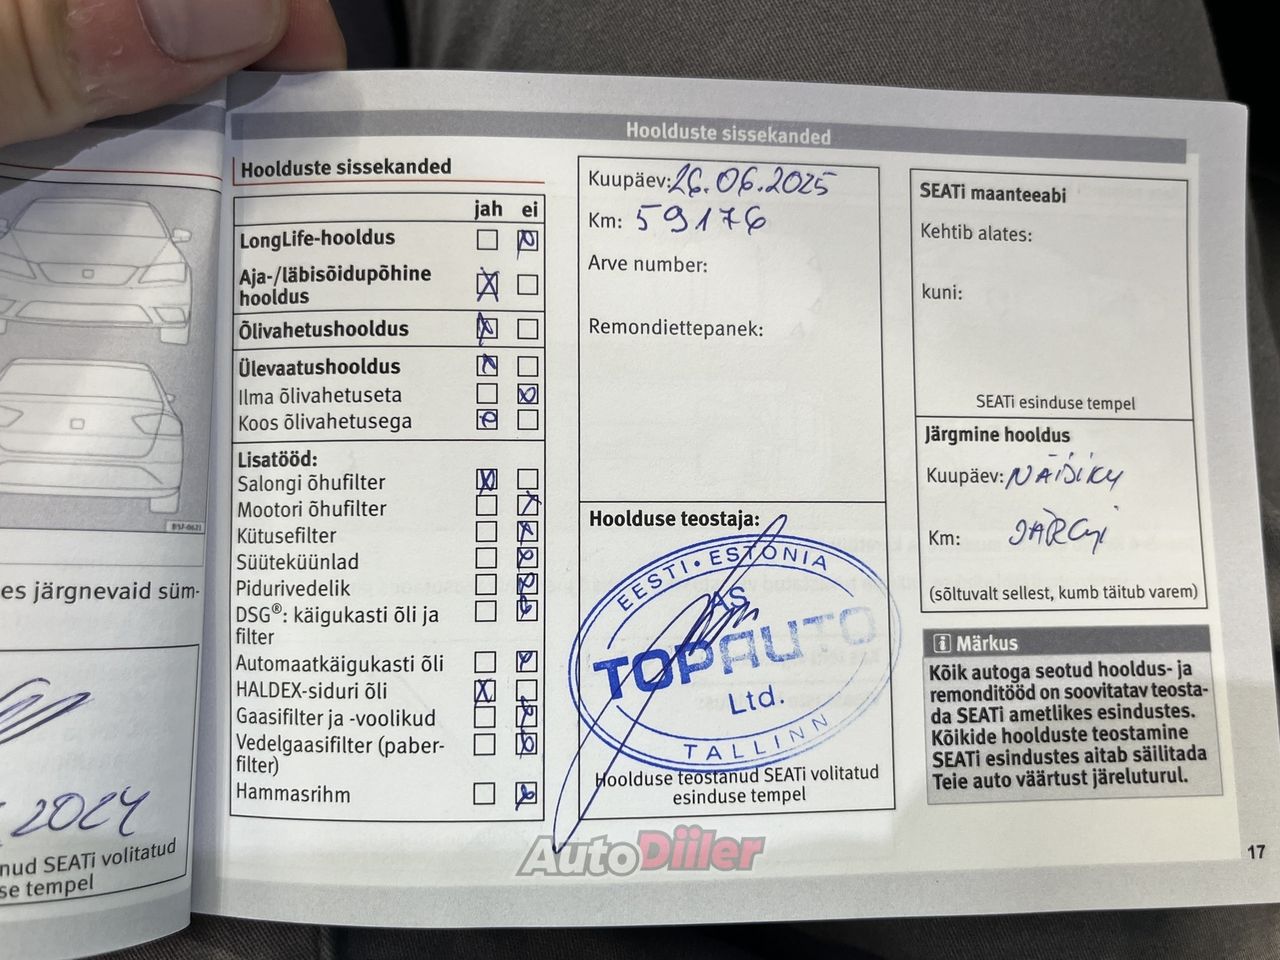 Hoolduste sissekanded
Hoolduste sissekanded
jah ei
LongLife-hooldus
Aja-/läbisõidupõhine
hooldus
Õlivahetushooldus
Ülevaatushooldus
Ilma õlivahetuseta
Koos õlivahetusega
Lisatööd:
Salongi õhufilter
Mootori õhufilter
Kütusefilter
Süüteküünlad
Pidurivedelik
DSG®: käigukasti õli ja
filter
Automaatkäigukasti õli
HALDEX-siduri õli
Gaasifilter ja -voolikud
Vedelgaasifilter (paber-
filter)
Hammasrihm
Kuupäev: 26.06.2025
Km: 59176
Arve number:
Remondiettepanek:
Hoolduse teostaja:
EESTI • ESTONIA
AS
TOPAUTO
Ltd.
TALLINN
Hoolduse teostanud SEATi volitatud
esinduse tempel
SEATi maanteeabi
Kehtib alates:
kuni:
SEATi esinduse tempel
Järgmine hooldus
Kuupäev: NÄIDIKU
Km: JÄRGI
(sõltuvalt sellest, kumb täitub varem)
i Märkus
Kõik autoga seotud hooldus- ja
remonditööd on soovitatav teosta-
da SEATi ametlikes esindustes.
Kõikide hoolduste teostamine
SEATi esindustes aitab säilitada
Teie auto väärtust järeluturul.
17
es järgnevaid süm-
2024
nud SEATi volitatud
se tempel
AutoDiiler